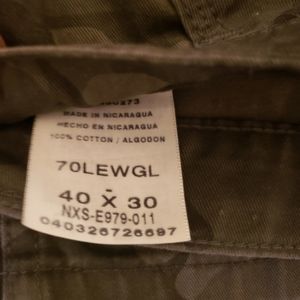 MADE IN NICARAGUA
HECHO EN NICARAGUA
100% COTTON / ALGODON
70LEWGL
-
40 X 30
NXS-E979-011
040326726697